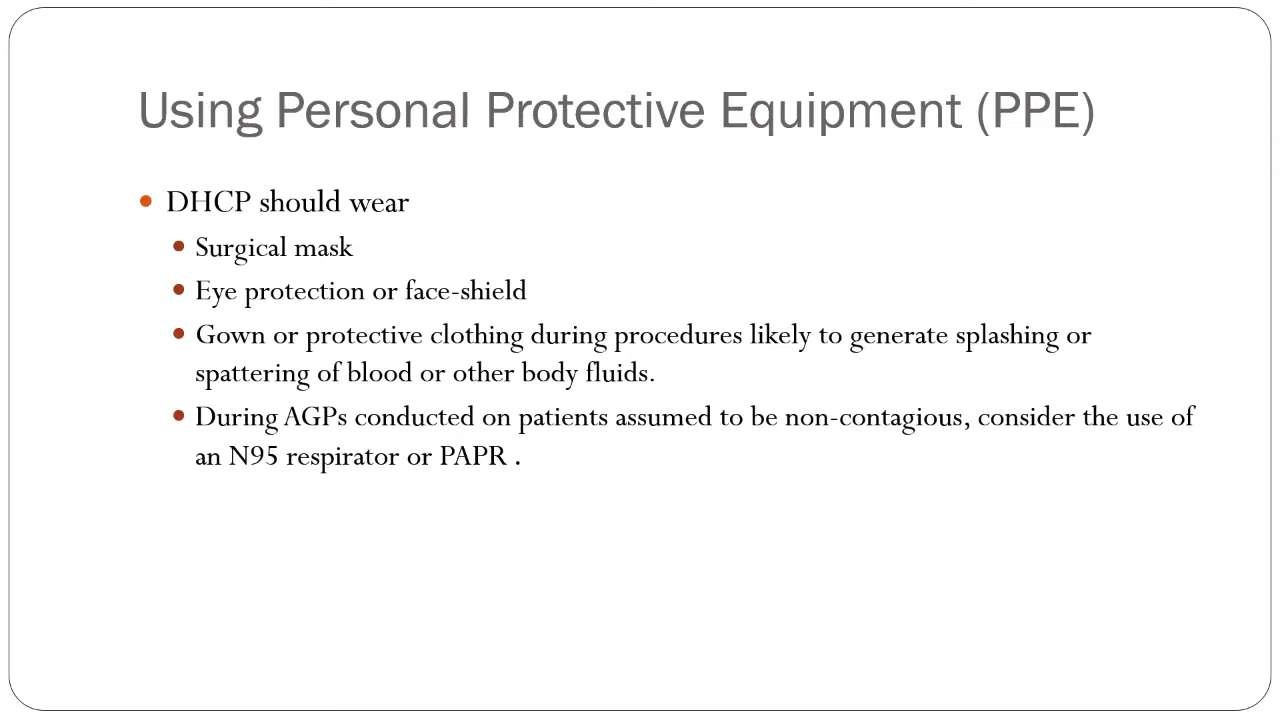 Using Personal Protective Equipment (PPE)
• DHCP should wear
• Surgical mask
• Eye protection or face-shield
• Gown or protective clothing during procedures likely to generate splashing or
spattering of blood or other body fluids.
• During AGPs conducted on patients assumed to be non-contagious, consider the use of
an N95 respirator or PAPR .